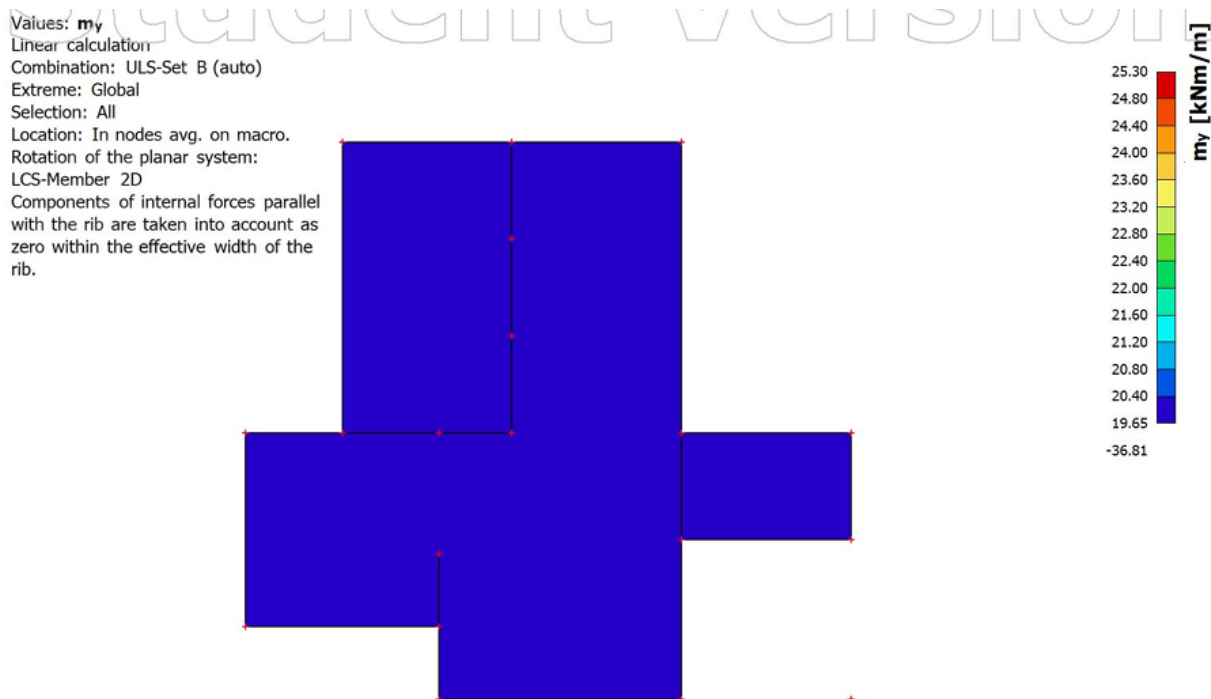 Student version
Values: my
Linear calculation
Combination: ULS-Set B (auto)
Extreme: Global
Selection: All
Location: In nodes avg. on macro.
Rotation of the planar system:
LCS-Member 2D
Components of internal forces parallel
with the rib are taken into account as
zero within the effective width of the
rib.
my [kNm/m]
25.30
24.80
24.40
24.00
23.60
23.20
22.80
22.40
22.00
21.60
21.20
20.80
20.40
19.65
-36.81